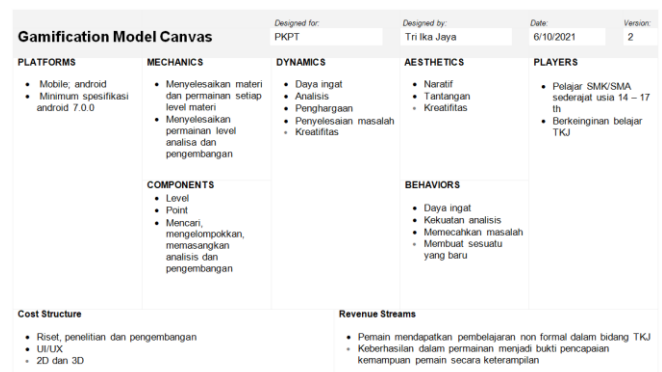 Gamification Model Canvas
Designed for:
PKPT
Designed by:
Tri Ika Jaya
Date:
6/10/2021
Version:
2
PLATFORMS
• Mobile; android
• Minimum spesifikasi
android 7.0.0
MECHANICS
• Menyelesaikan materi
dan permainan setiap
level materi
• Menyelesaikan
permainan level
analisa dan
pengembangan
COMPONENTS
• Level
• Point
• Mencari,
mengelompokkan,
memasangkan
analisis dan
pengembangan
DYNAMICS
• Daya ingat
• Analisis
• Penghargaan
• Penyelesaian masalah
• Kreatifitas
AESTHETICS
• Naratif
• Tantangan
• Kreatifitas
BEHAVIORS
• Daya ingat
• Kekuatan analisis
• Memecahkan masalah
• Membuat sesuatu
yang baru
PLAYERS
• Pelajar SMK/SMA
sederajat usia 14 – 17
th
• Berkeinginan belajar
TKJ
Cost Structure
• Riset, penelitian dan pengembangan
• UI/UX
• 2D dan 3D
Revenue Streams
• Pemain mendapatkan pembelajaran non formal dalam bidang TKJ
• Keberhasilan dalam permainan menjadi bukti pencapaian
kemampuan pemain secara keterampilan